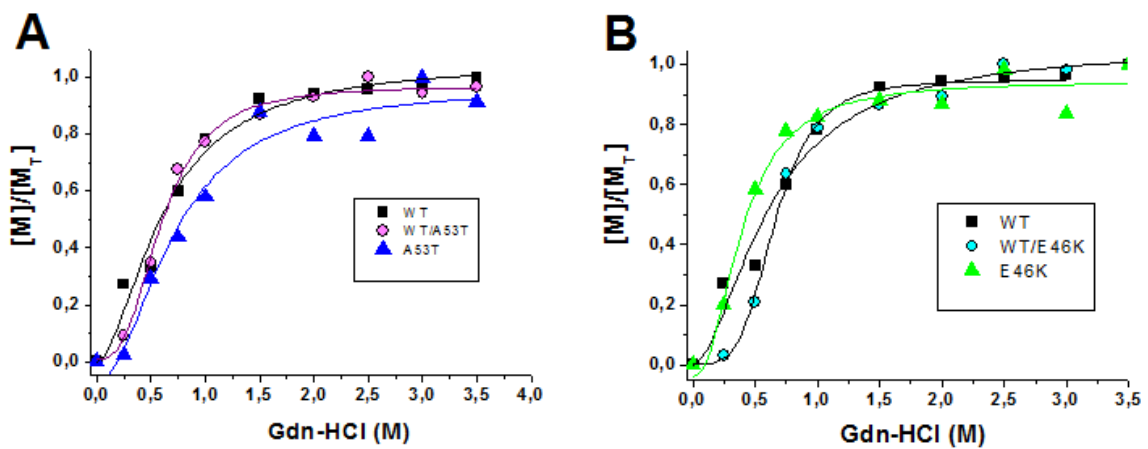 A
[M]/[M_T]
1,0
0,8
0,6
0,4
0,2
0,0
WT
WT/A53T
A53T
0,0 0,5 1,0 1,5 2,0 2,5 3,0 3,5 4,0
Gdn-HCl (M)
B
[M]/[M_T]
1,0
0,8
0,6
0,4
0,2
0,0
WT
WT/E46K
E46K
0,0 0,5 1,0 1,5 2,0 2,5 3,0 3,5
Gdn-HCl (M)